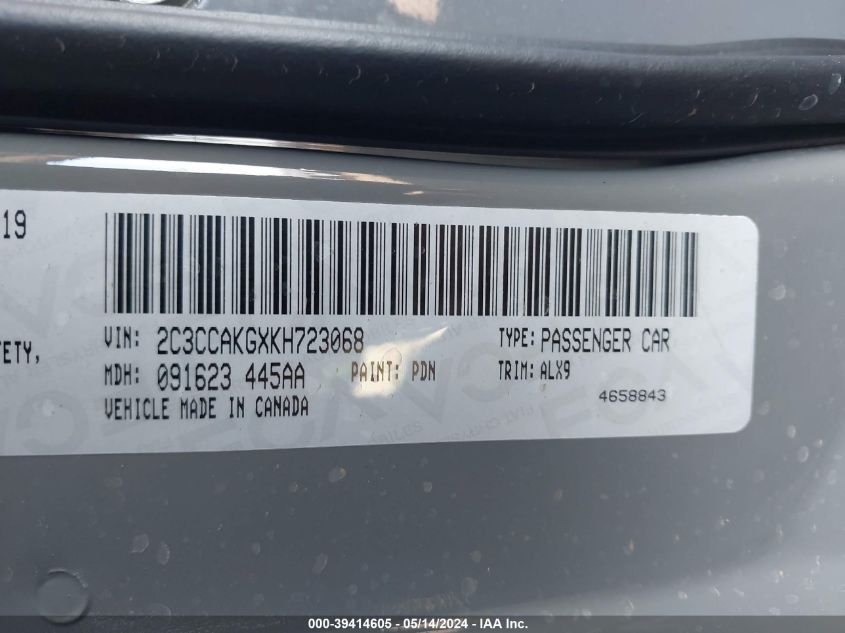 19
ETY,
VIN: 2C3CCAKGXKH723068 TYPE: PASSENGER CAR
MDH: 091623 445AA PAINT: PDN TRIM: ALX9
VEHICLE MADE IN CANADA 4658843
000-39414605 - 05/14/2024 - IAA Inc.